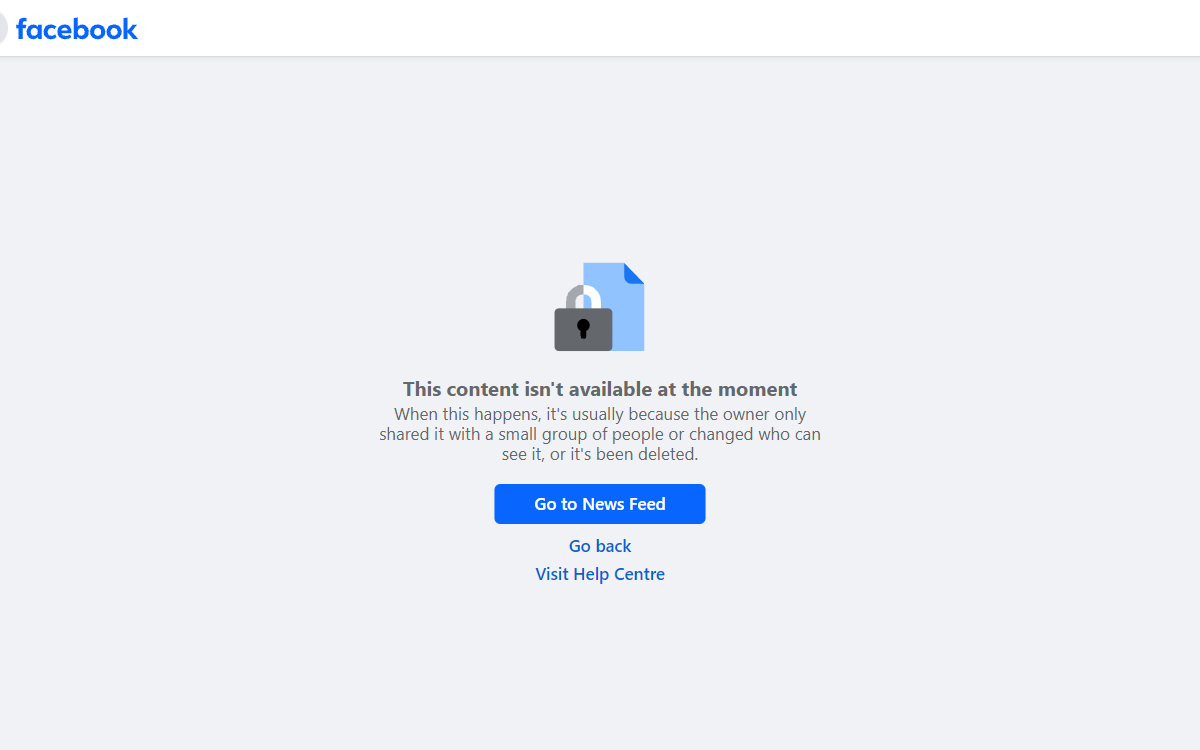 facebook
This content isn't available at the moment
When this happens, it's usually because the owner only
shared it with a small group of people or changed who can
see it, or it's been deleted.
Go to News Feed
Go back
Visit Help Centre